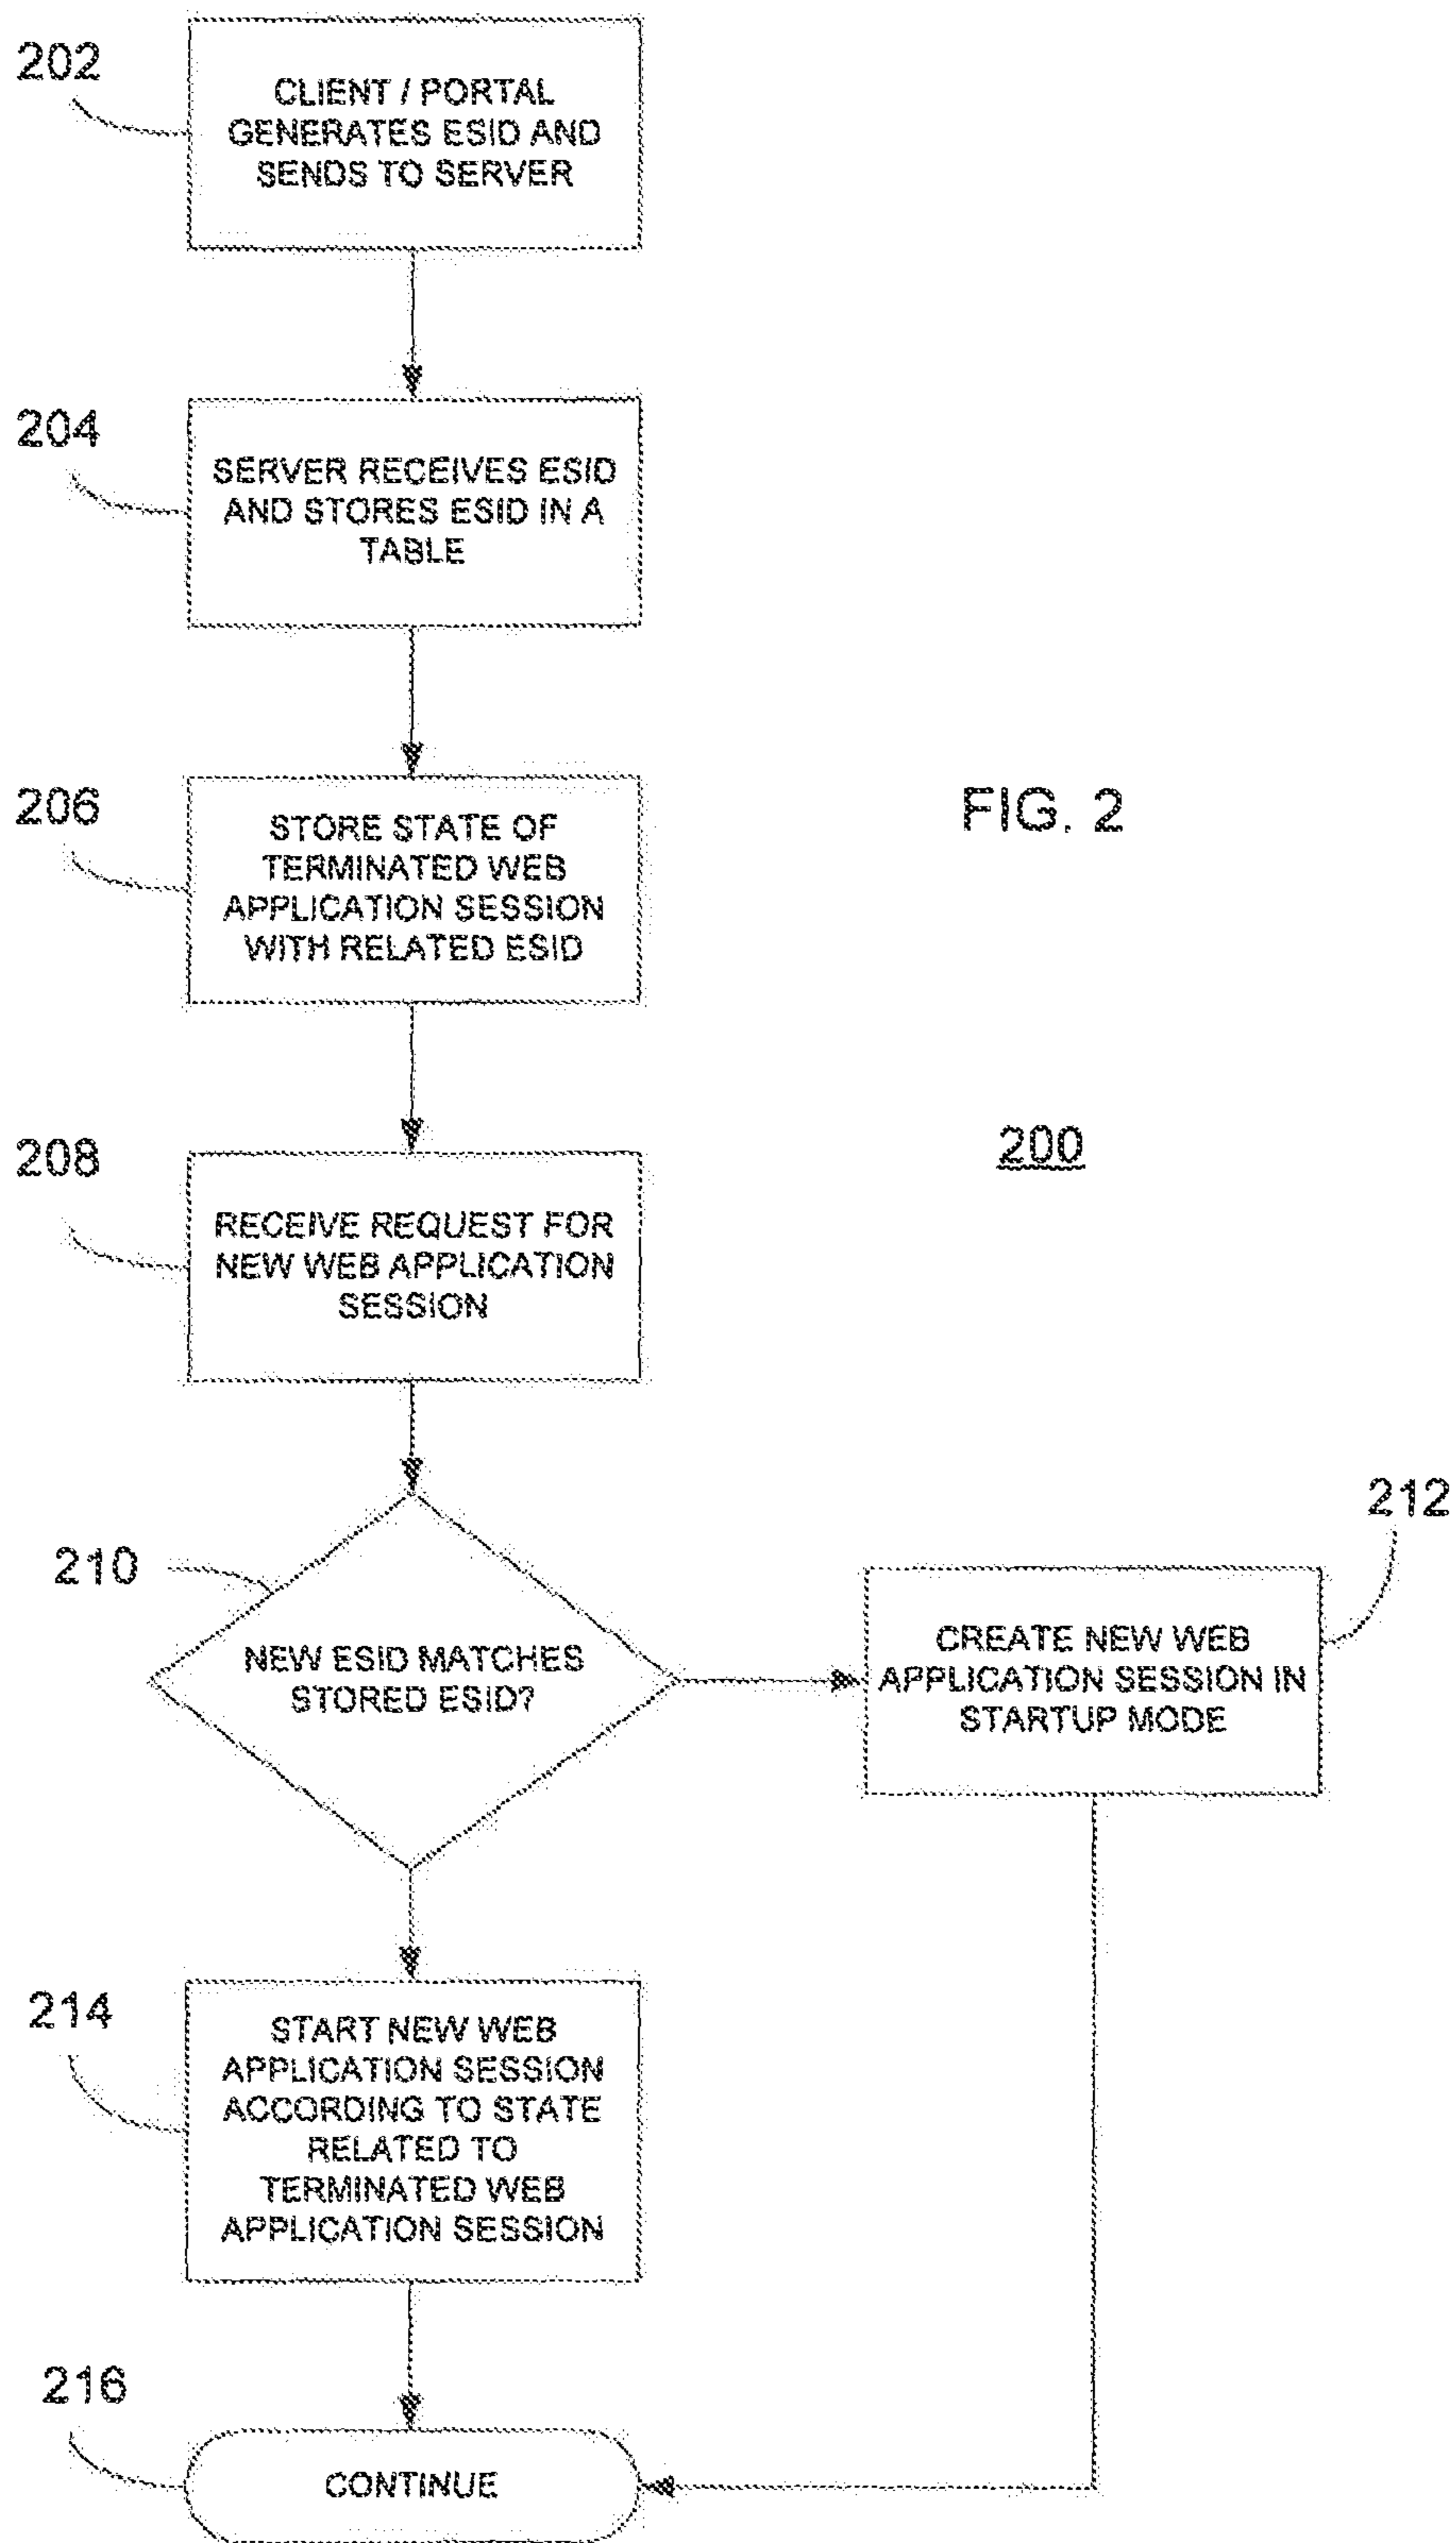 202
CLIENT / PORTAL
GENERATES ESID AND
SENDS TO SERVER
204
SERVER RECEIVES ESID
AND STORES ESID IN A
TABLE
206
STORE STATE OF
TERMINATED WEB
APPLICATION SESSION
WITH RELATED ESID
FIG. 2
200
208
RECEIVE REQUEST FOR
NEW WEB APPLICATION
SESSION
210
NEW ESID MATCHES
STORED ESID?
212
CREATE NEW WEB
APPLICATION SESSION IN
STARTUP MODE
214
START NEW WEB
APPLICATION SESSION
ACCORDING TO STATE
RELATED TO
TERMINATED WEB
APPLICATION SESSION
216
CONTINUE